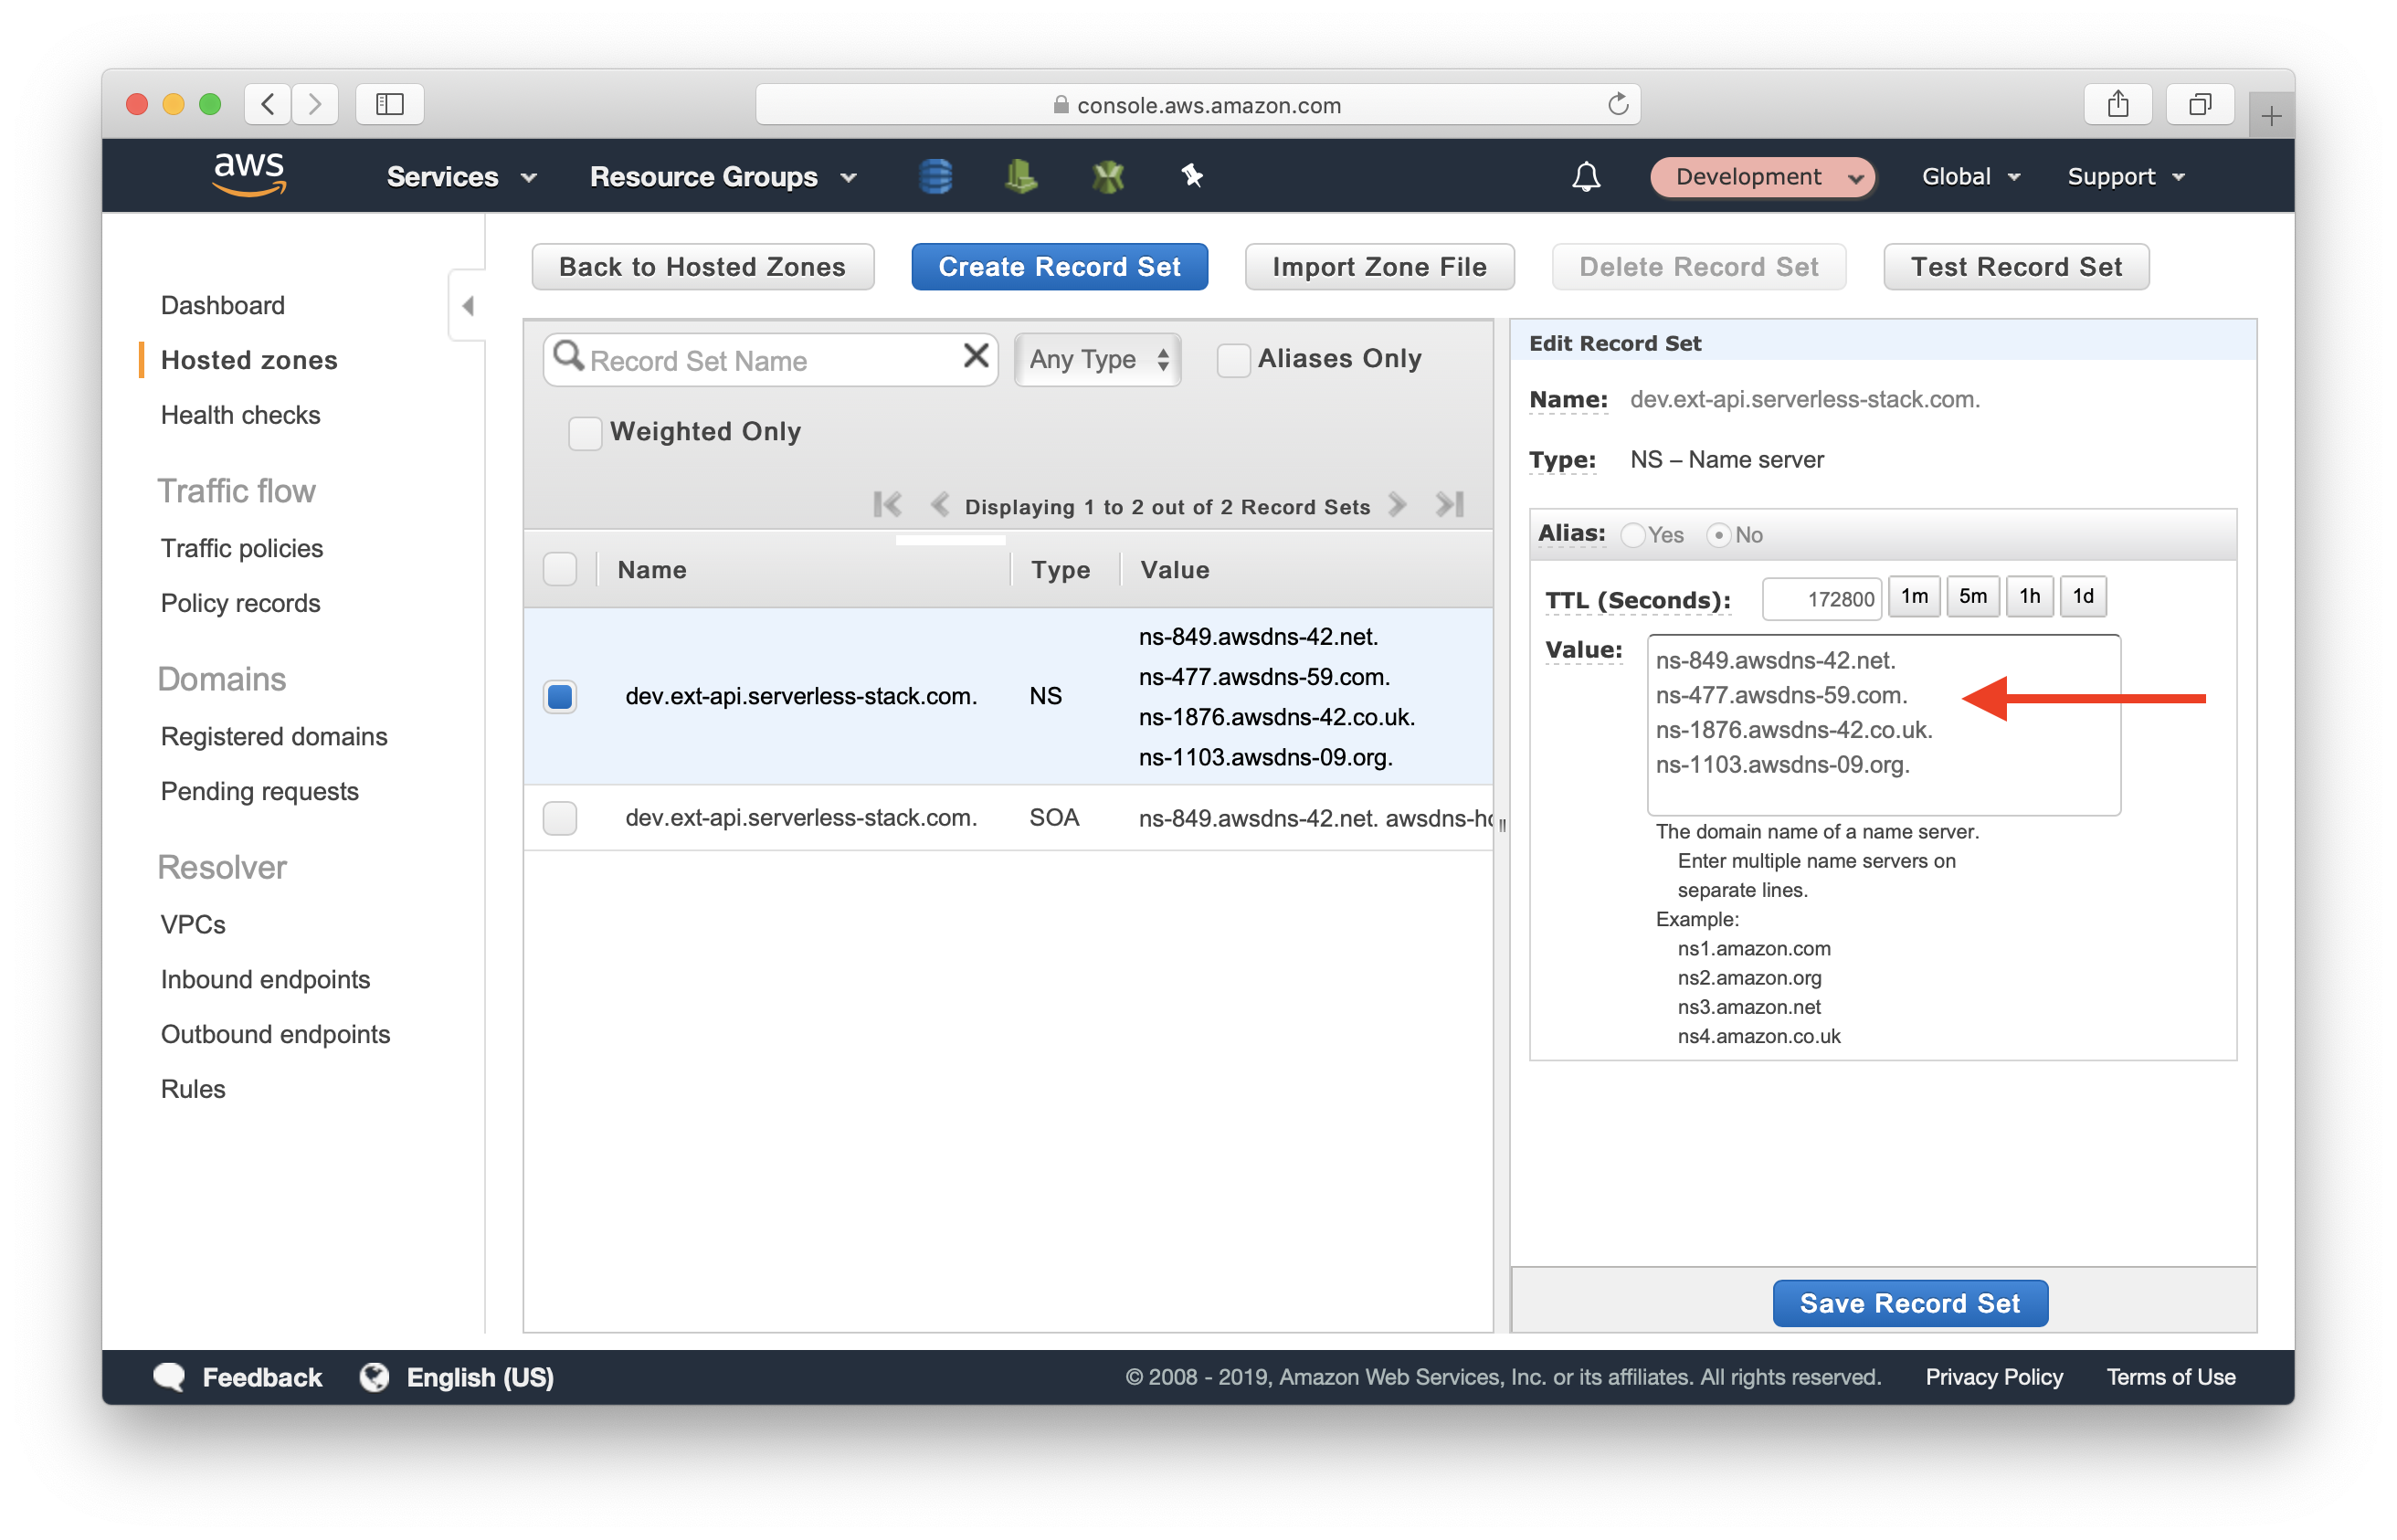 console.aws.amazon.com
aws
Services
Resource Groups
Development
Global
Support
Back to Hosted Zones
Create Record Set
Import Zone File
Delete Record Set
Test Record Set
Dashboard
Hosted zones
Health checks
Traffic flow
Traffic policies
Policy records
Domains
Registered domains
Pending requests
Resolver
VPCs
Inbound endpoints
Outbound endpoints
Rules
Record Set Name
Any Type
Aliases Only
Weighted Only
Displaying 1 to 2 out of 2 Record Sets
Name Type Value
dev.ext-api.serverless-stack.com. NS
ns-849.awsdns-42.net.
ns-477.awsdns-59.com.
ns-1876.awsdns-42.co.uk.
ns-1103.awsdns-09.org.
dev.ext-api.serverless-stack.com. SOA ns-849.awsdns-42.net. awsdns-ho
Edit Record Set
Name: dev.ext-api.serverless-stack.com.
Type: NS – Name server
Alias: Yes No
TTL (Seconds): 172800 1m 5m 1h 1d
Value:
ns-849.awsdns-42.net.
ns-477.awsdns-59.com.
ns-1876.awsdns-42.co.uk.
ns-1103.awsdns-09.org.
The domain name of a name server.
Enter multiple name servers on
separate lines.
Example:
ns1.amazon.com
ns2.amazon.org
ns3.amazon.net
ns4.amazon.co.uk
Save Record Set
Feedback
English (US)
© 2008 - 2019, Amazon Web Services, Inc. or its affiliates. All rights reserved.
Privacy Policy
Terms of Use